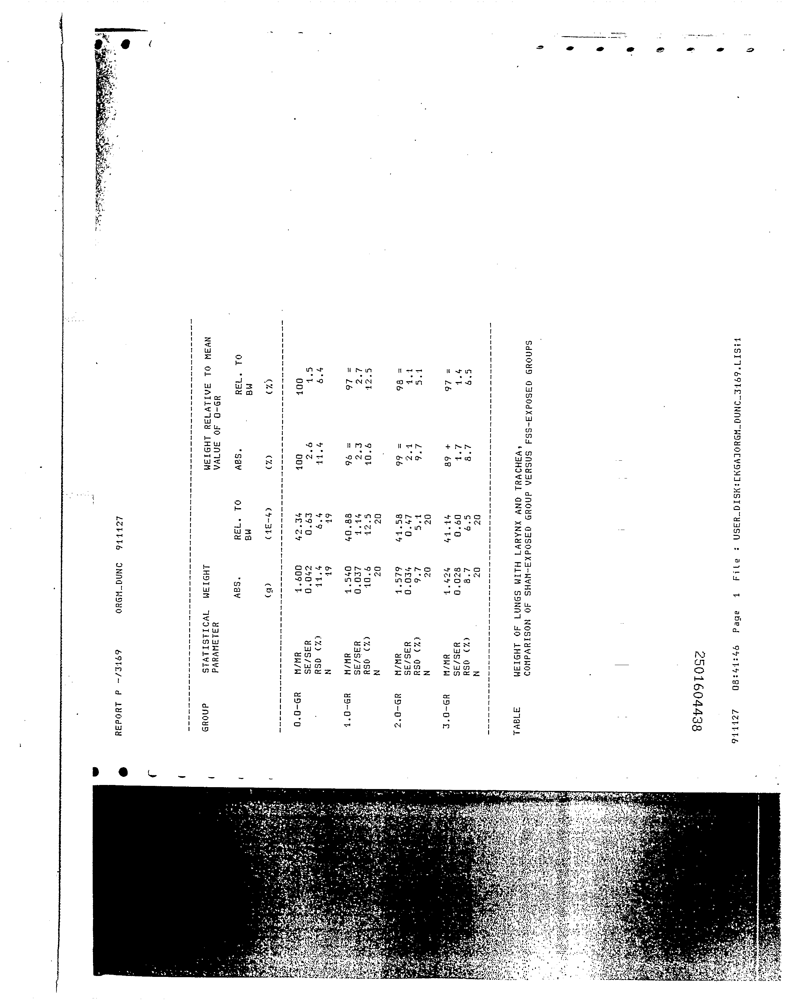 REPORT P -/3169 ORGM_DUNC 911127
GROUP STATISTICAL WEIGHT WEIGHT RELATIVE TO MEAN
PARAMETER VALUE OF 0-GR
ABS. REL. TO ABS. REL. TO
BW BW
(g) (1E-4) (%) (%)
0.0-GR M/MR 1.600 42.34 100 100
SE/SER 0.042 0.63 2.6 1.5
RSD (%) 11.4 6.4 11.4 6.4
N 19 19
1.0-GR M/MR 1.540 40.88 96 = 97 =
SE/SER 0.037 1.14 2.3 2.7
RSD (%) 10.6 12.5 10.6 12.5
N 20 20
2.0-GR M/MR 1.579 41.58 99 = 98 =
SE/SER 0.034 0.47 2.1 1.1
RSD (%) 9.7 5.1 9.7 5.1
N 20 20
3.0-GR M/MR 1.424 41.14 89 + 97 =
SE/SER 0.028 0.60 1.7 1.4
RSD (%) 8.7 6.5 8.7 6.5
N 20 20
TABLE WEIGHT OF LUNGS WITH LARYNX AND TRACHEA,
COMPARISON OF SHAM-EXPOSED GROUP VERSUS FSS-EXPOSED GROUPS
2501604438
911127 08:41:46 Page 1 File : USER_DISK:[KGAJORGM_DUNC_3169.LIS;1